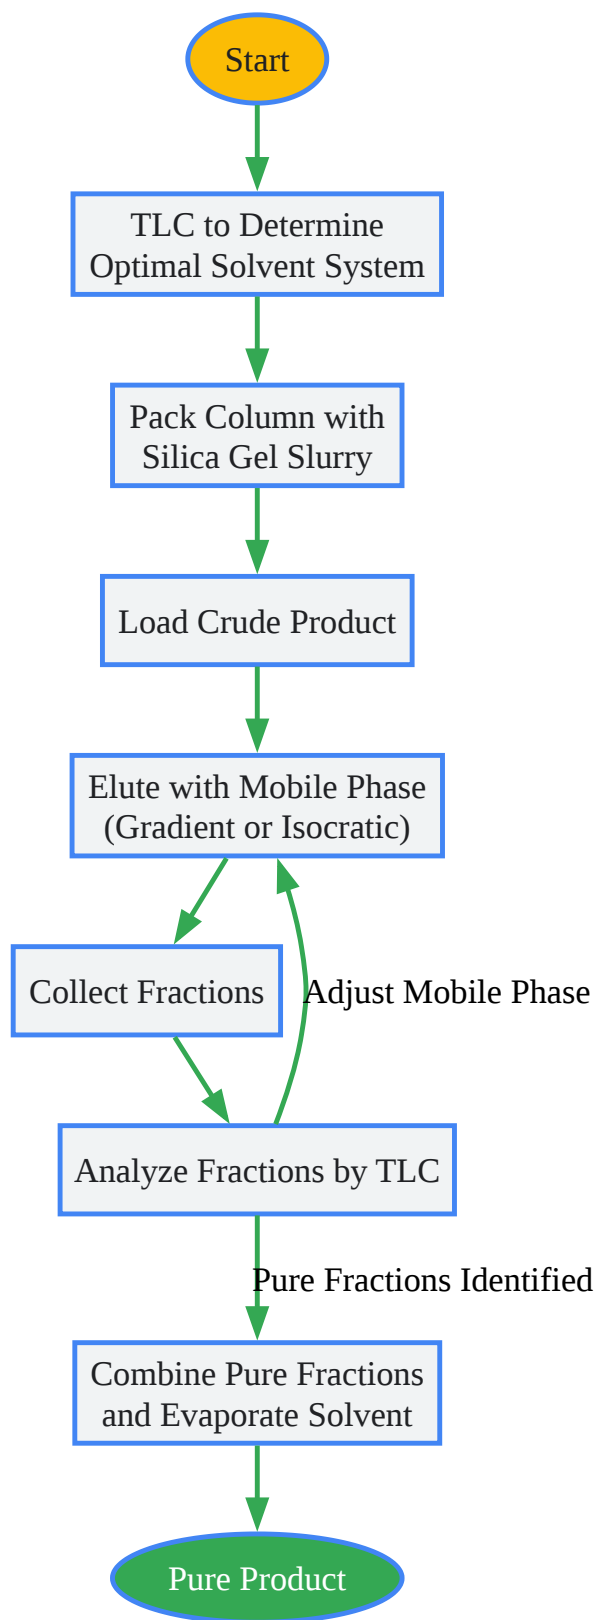 Start
TLC to Determine
Optimal Solvent System
Pack Column with
Silica Gel Slurry
Load Crude Product
Elute with Mobile Phase
(Gradient or Isocratic)
Collect Fractions
Adjust Mobile Phase
Analyze Fractions by TLC
Pure Fractions Identified
Combine Pure Fractions
and Evaporate Solvent
Pure Product